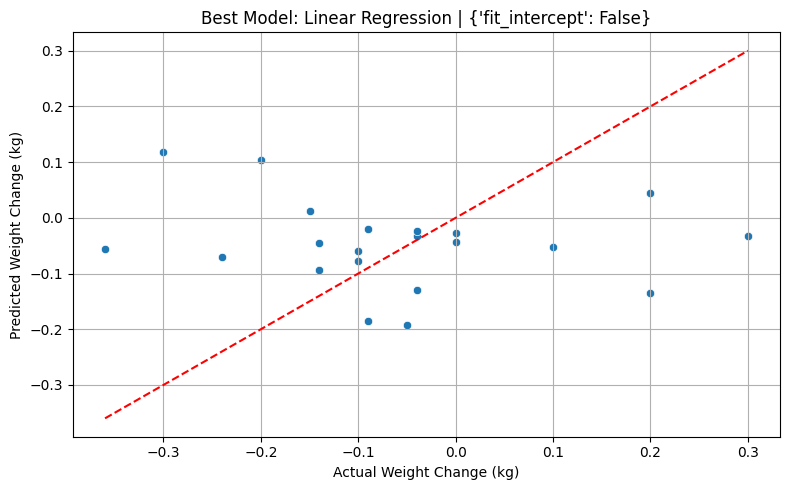 Best Model: Linear Regression | {'fit_intercept': False}
Predicted Weight Change (kg)
0.3
0.2
0.1
0.0
−0.1
−0.2
−0.3
−0.3 −0.2 −0.1 0.0 0.1 0.2 0.3
Actual Weight Change (kg)